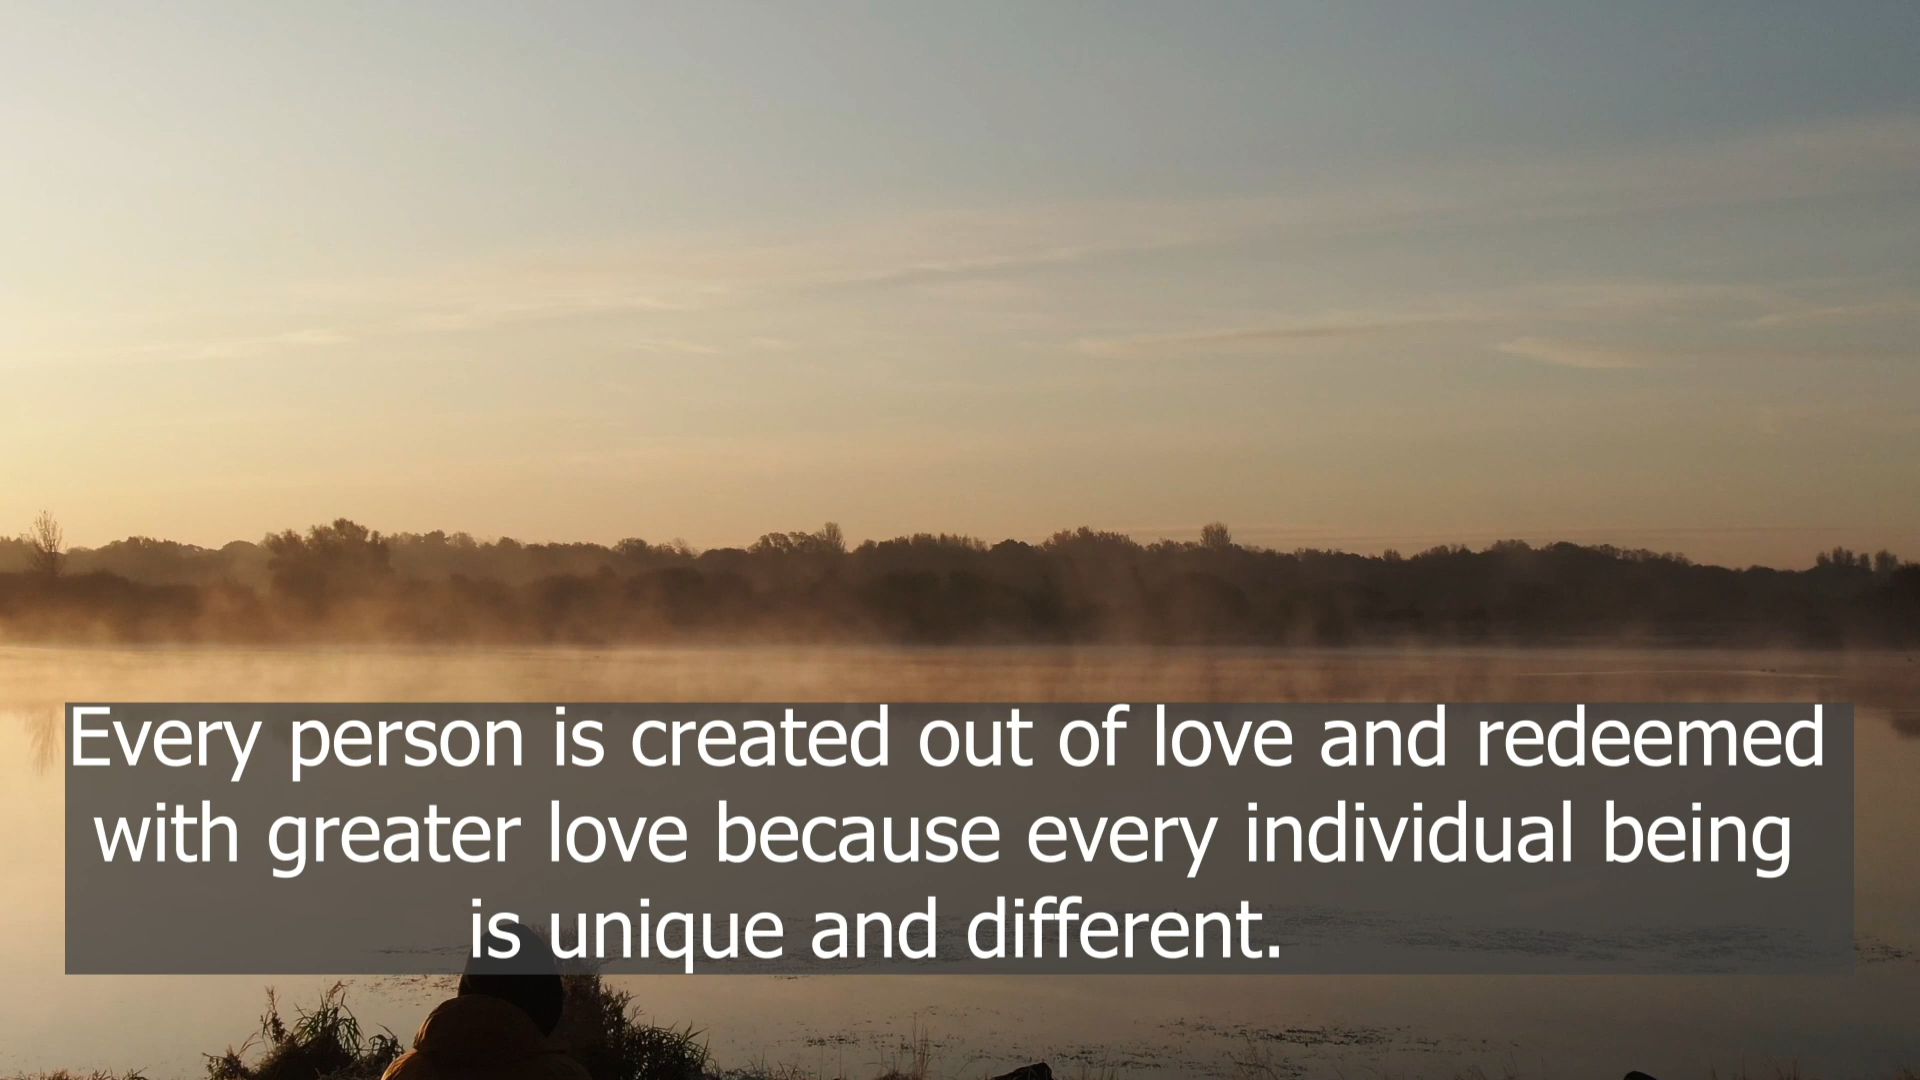 Every person is created out of love and redeemed
with greater love because every individual being
is unique and different.